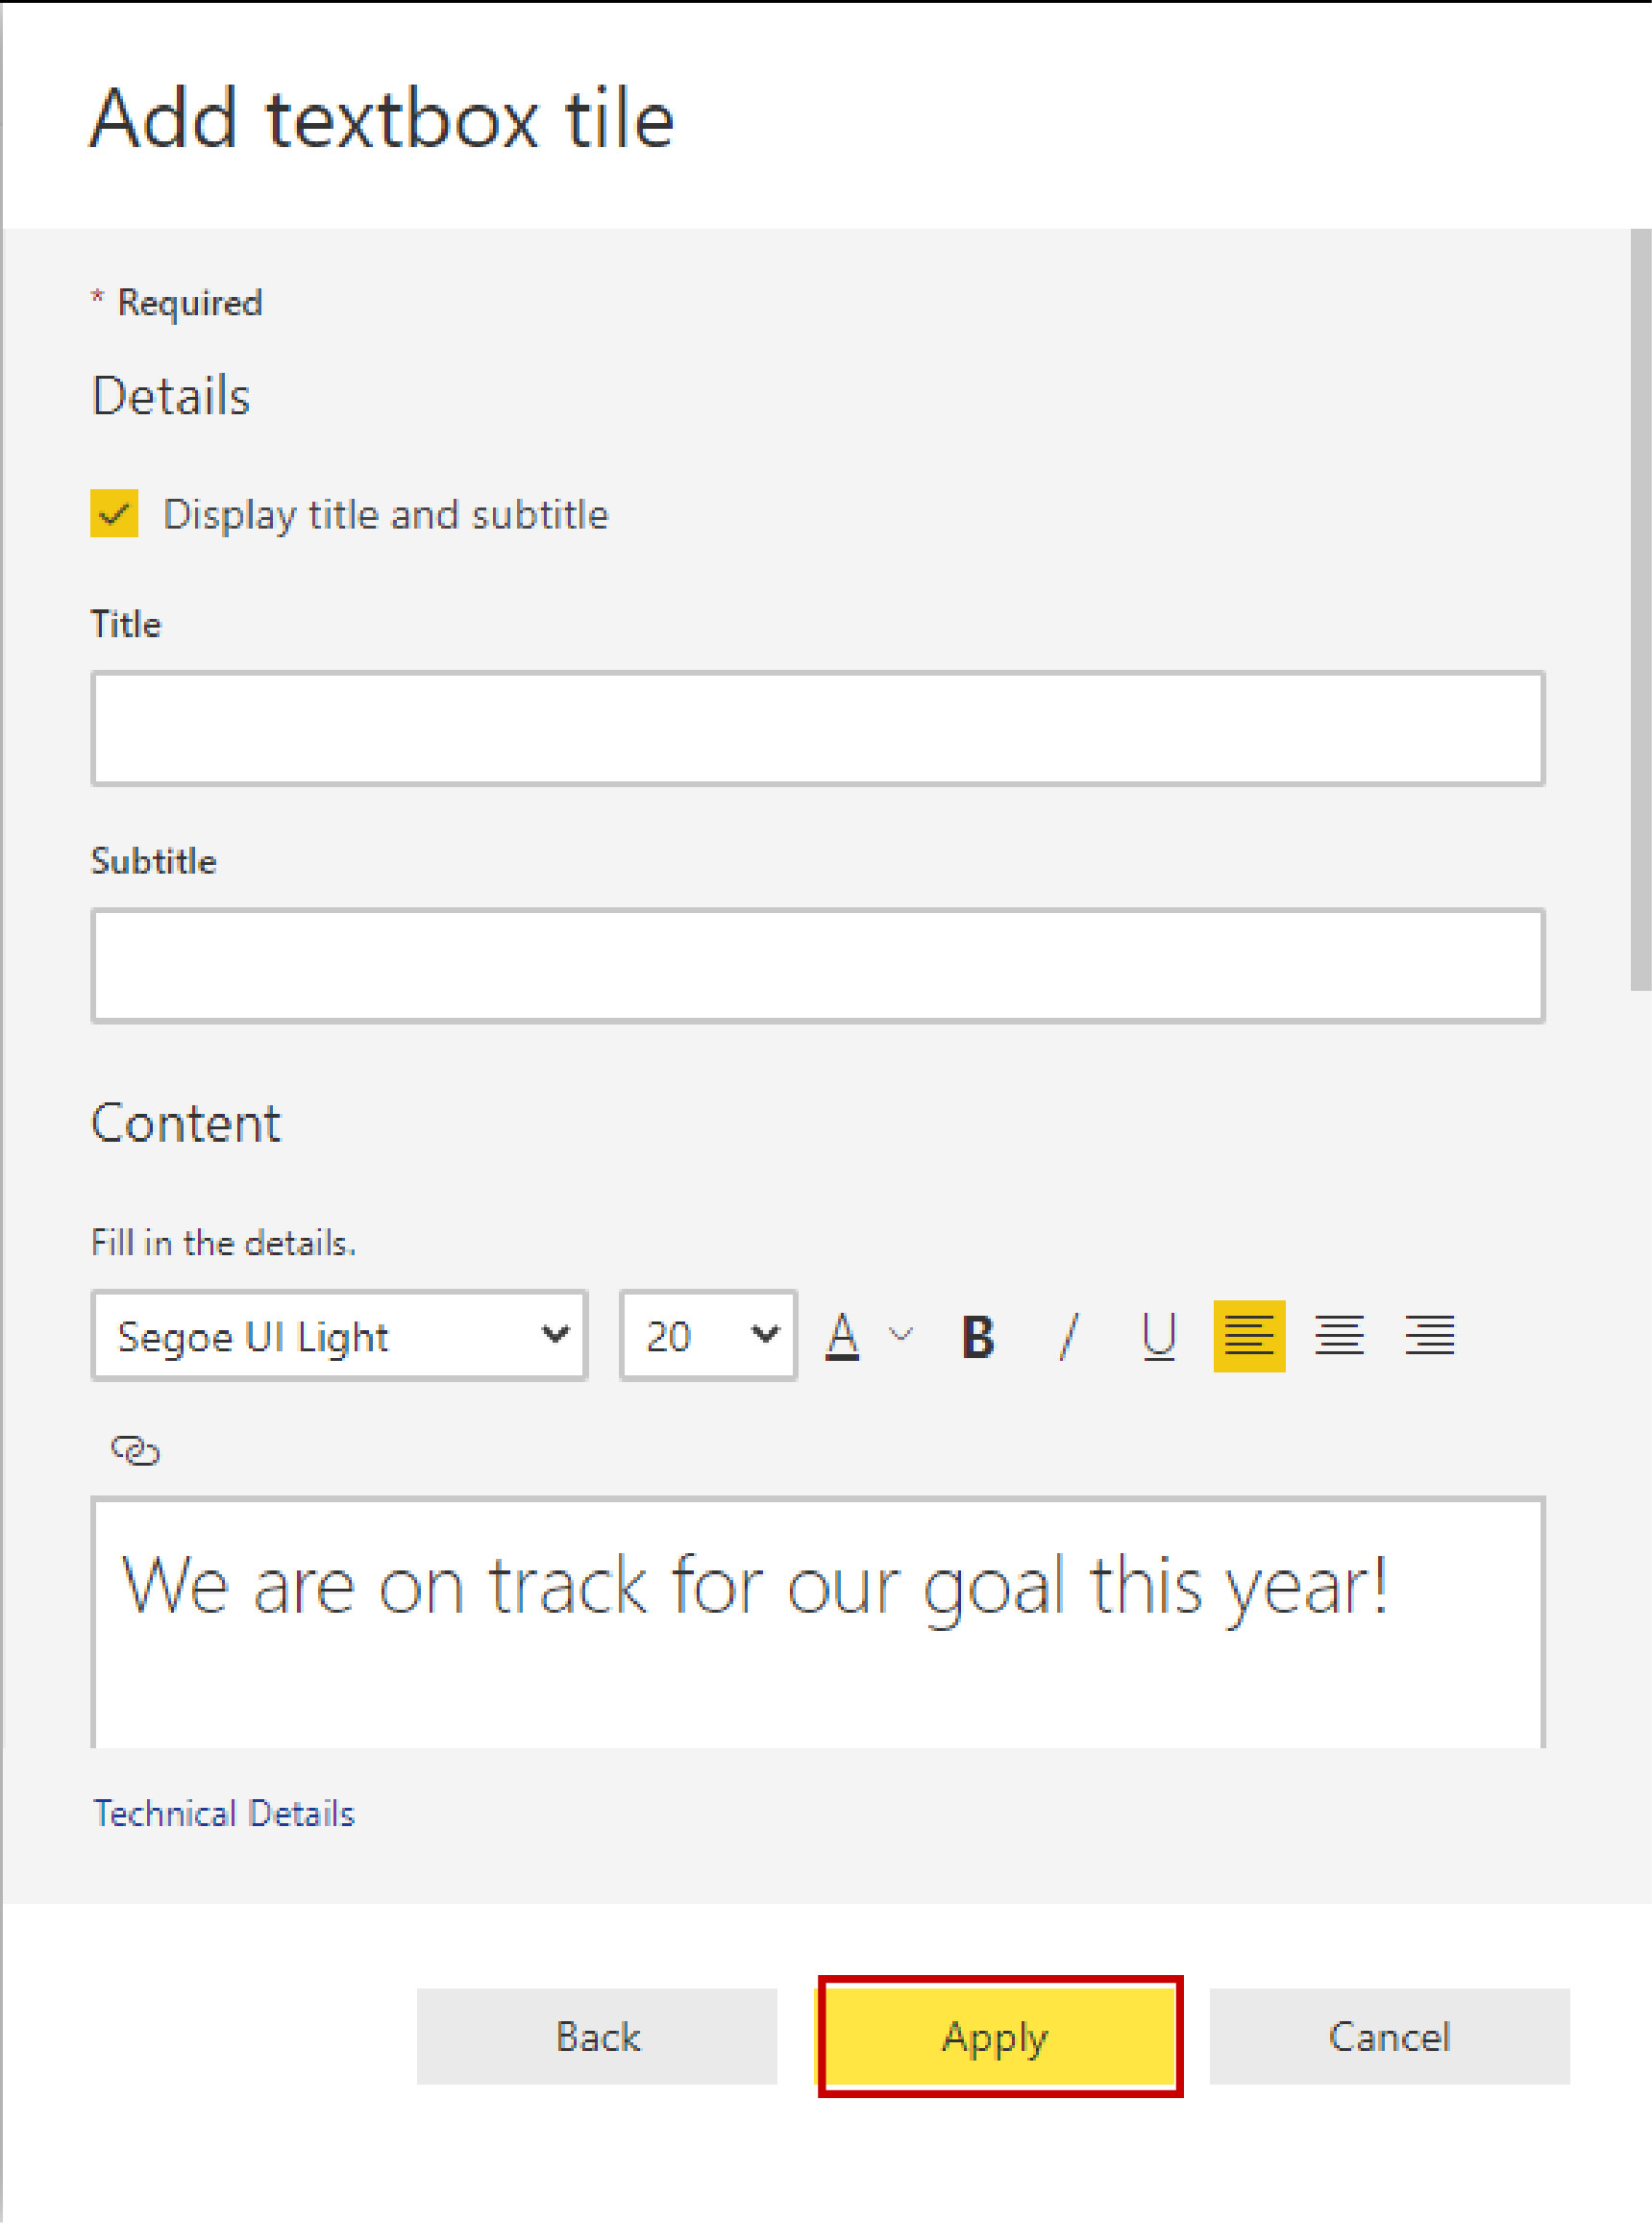 Add textbox tile
* Required
Details
Display title and subtitle
Title
Subtitle
Content
Fill in the details.
Segoe UI Light 20 A B / U
We are on track for our goal this year!
Technical Details
Back Apply Cancel